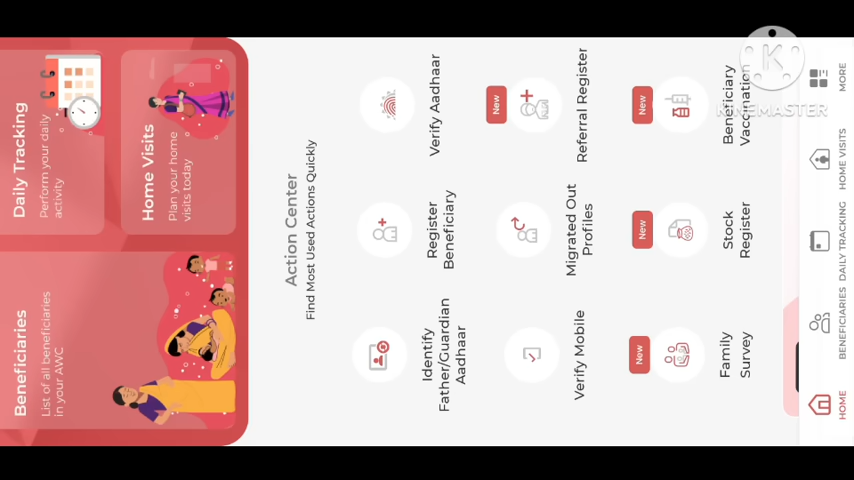 Beneficiaries
List of all beneficiaries
in your AWC
Daily Tracking
Perform your daily
activity
Home Visits
Plan your home
visits today
Action Center
Find Most Used Actions Quickly
Identify
Father/Guardian
Aadhaar
Register
Beneficiary
Verify Aadhaar
Verify Mobile
Migrated Out
Profiles
New
Referral Register
New
Family
Survey
New
Stock
Register
New
Beneficiary
Vaccination
HOME
BENEFICIARIES
DAILY TRACKING
HOME VISITS
MORE
K
KINEMASTER